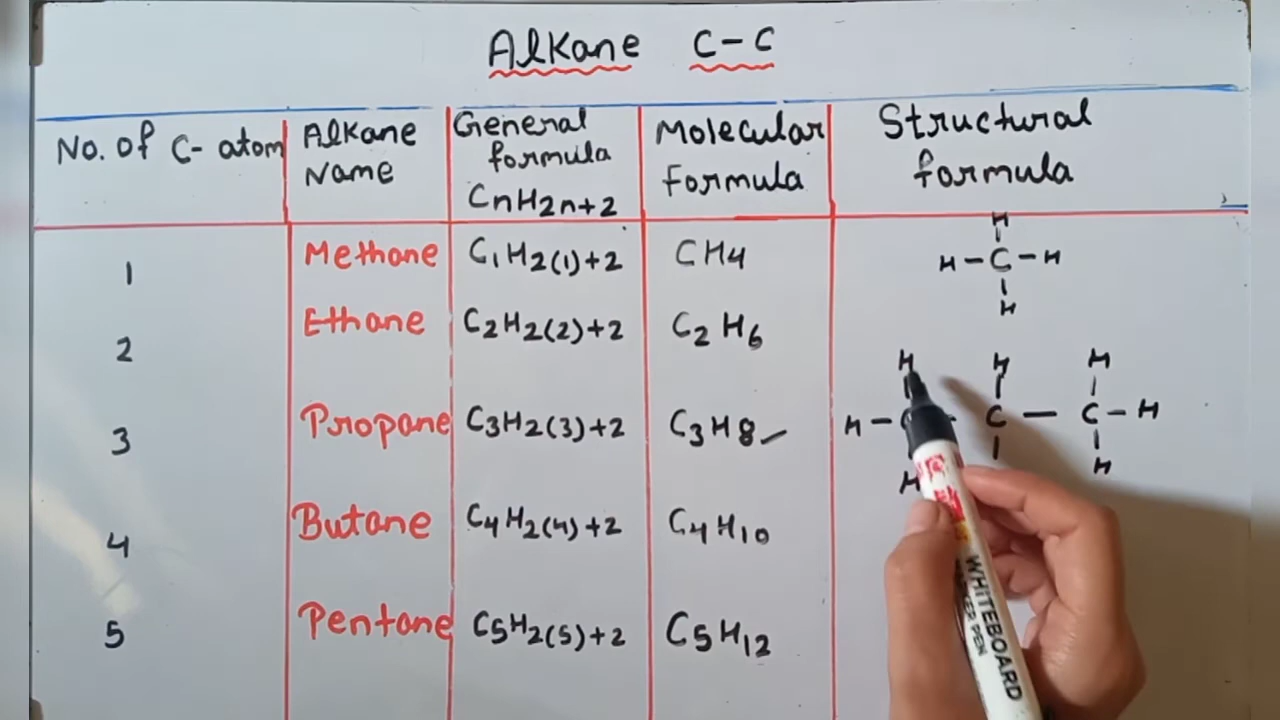 Alkane C-C
No. of C-atom
Alkane
Name
General
formula
CnH2n+2
Molecular
formula
Structural
formula
1 Methane C1H2(1)+2 CH4
H
H-C-H
H
2 Ethane C2H2(2)+2 C2H6
3 Propane C3H2(3)+2 C3H8
H H H
H- C - C-H
H H
4 Butane C4H2(4)+2 C4H10
5 Pentane C5H2(5)+2 C5H12
WHITEBOARD
PEN